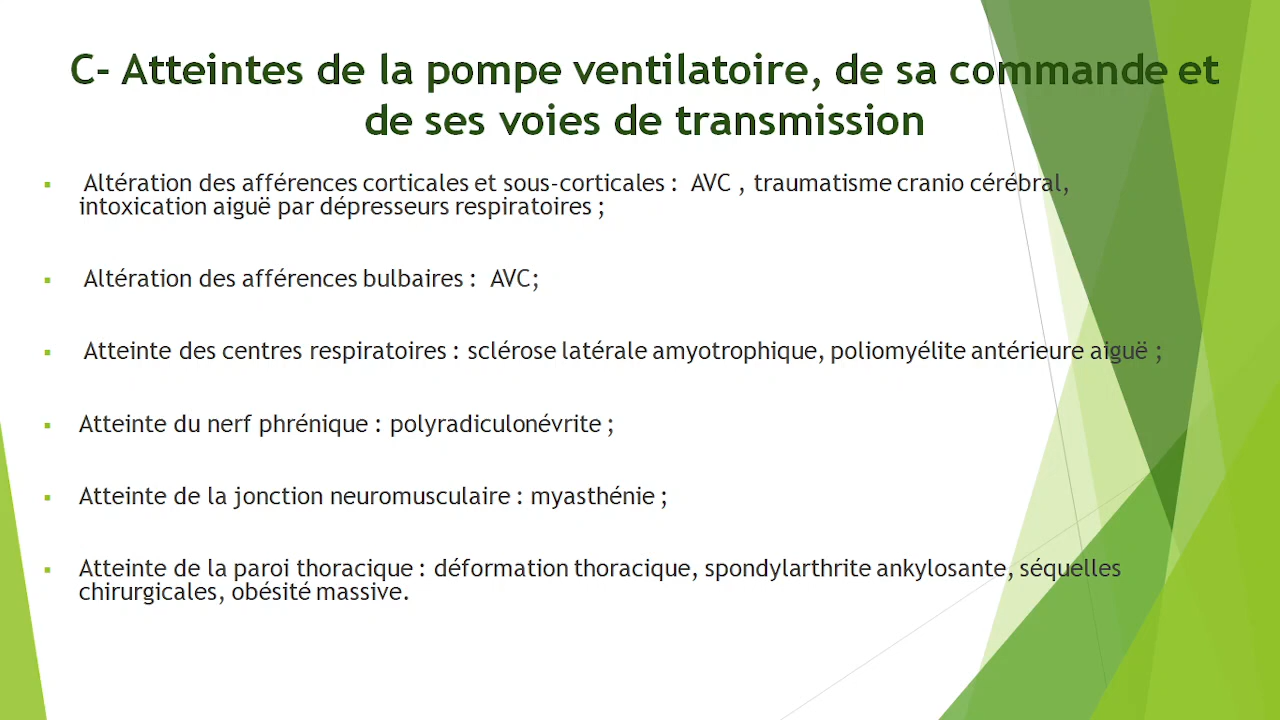 C- Atteintes de la pompe ventilatoire, de sa commande et
de ses voies de transmission
▪ Altération des afférences corticales et sous-corticales : AVC , traumatisme cranio cérébral,
intoxication aiguë par dépresseurs respiratoires ;
▪ Altération des afférences bulbaires : AVC;
▪ Atteinte des centres respiratoires : sclérose latérale amyotrophique, poliomyélite antérieure aiguë ;
▪ Atteinte du nerf phrénique : polyradiculonévrite ;
▪ Atteinte de la jonction neuromusculaire : myasthénie ;
▪ Atteinte de la paroi thoracique : déformation thoracique, spondylarthrite ankylosante, séquelles
chirurgicales, obésité massive.